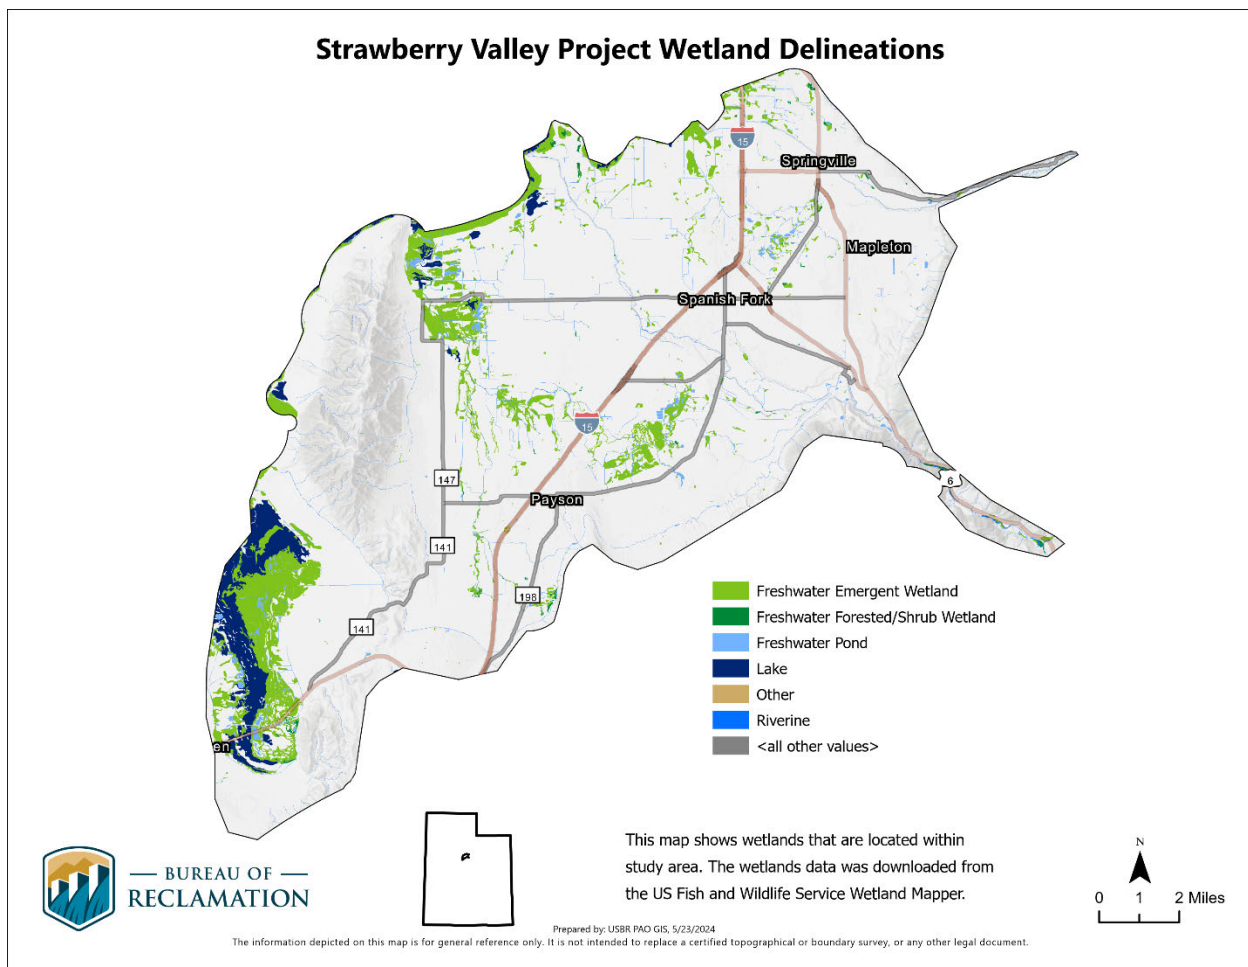 Strawberry Valley Project Wetland Delineations
15
Springville
Mapleton
Spanish Fork
15
147
Payson
6
141
198
141
en
Freshwater Emergent Wetland
Freshwater Forested/Shrub Wetland
Freshwater Pond
Lake
Other
Riverine
<all other values>
BUREAU OF
RECLAMATION
This map shows wetlands that are located within
study area. The wetlands data was downloaded from
the US Fish and Wildlife Service Wetland Mapper.
N
0 1 2 Miles
Prepared by: USBR PAO GIS, 5/23/2024
The information depicted on this map is for general reference only. It is not intended to replace a certified topographical or boundary survey, or any other legal document.